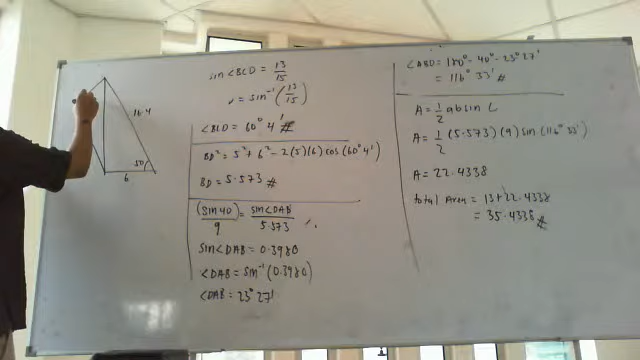 16.4
50
6
sin∠BCD = 13/15
= sin⁻¹(13/15)
∠BCD = 60° 4' #
BD² = 5² + 6² - 2(5)(6) cos(60° 4')
BD = 5.573 #
(sin 40)/9 = sin∠DAB/5.573
sin∠DAB = 0.3980
∠DAB = sin⁻¹(0.3980)
∠DAB = 23° 27'
∠ABD = 180° - 40° - 23° 27'
= 116° 33' #
A = 1/2 ab sin C
A = 1/2 (5.573)(9) sin(116° 33')
A = 22.4338
Total Area = 13 + 22.4338
= 35.4338 #